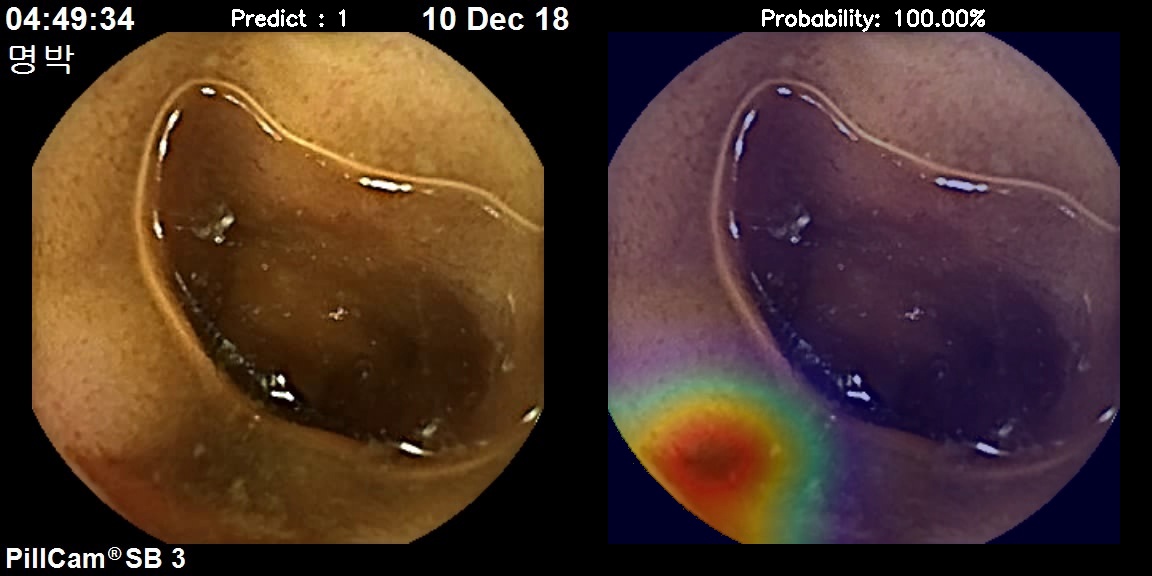 04:49:34
Predict : 1
10 Dec 18
Probability: 100.00%
명박
PillCam® SB 3